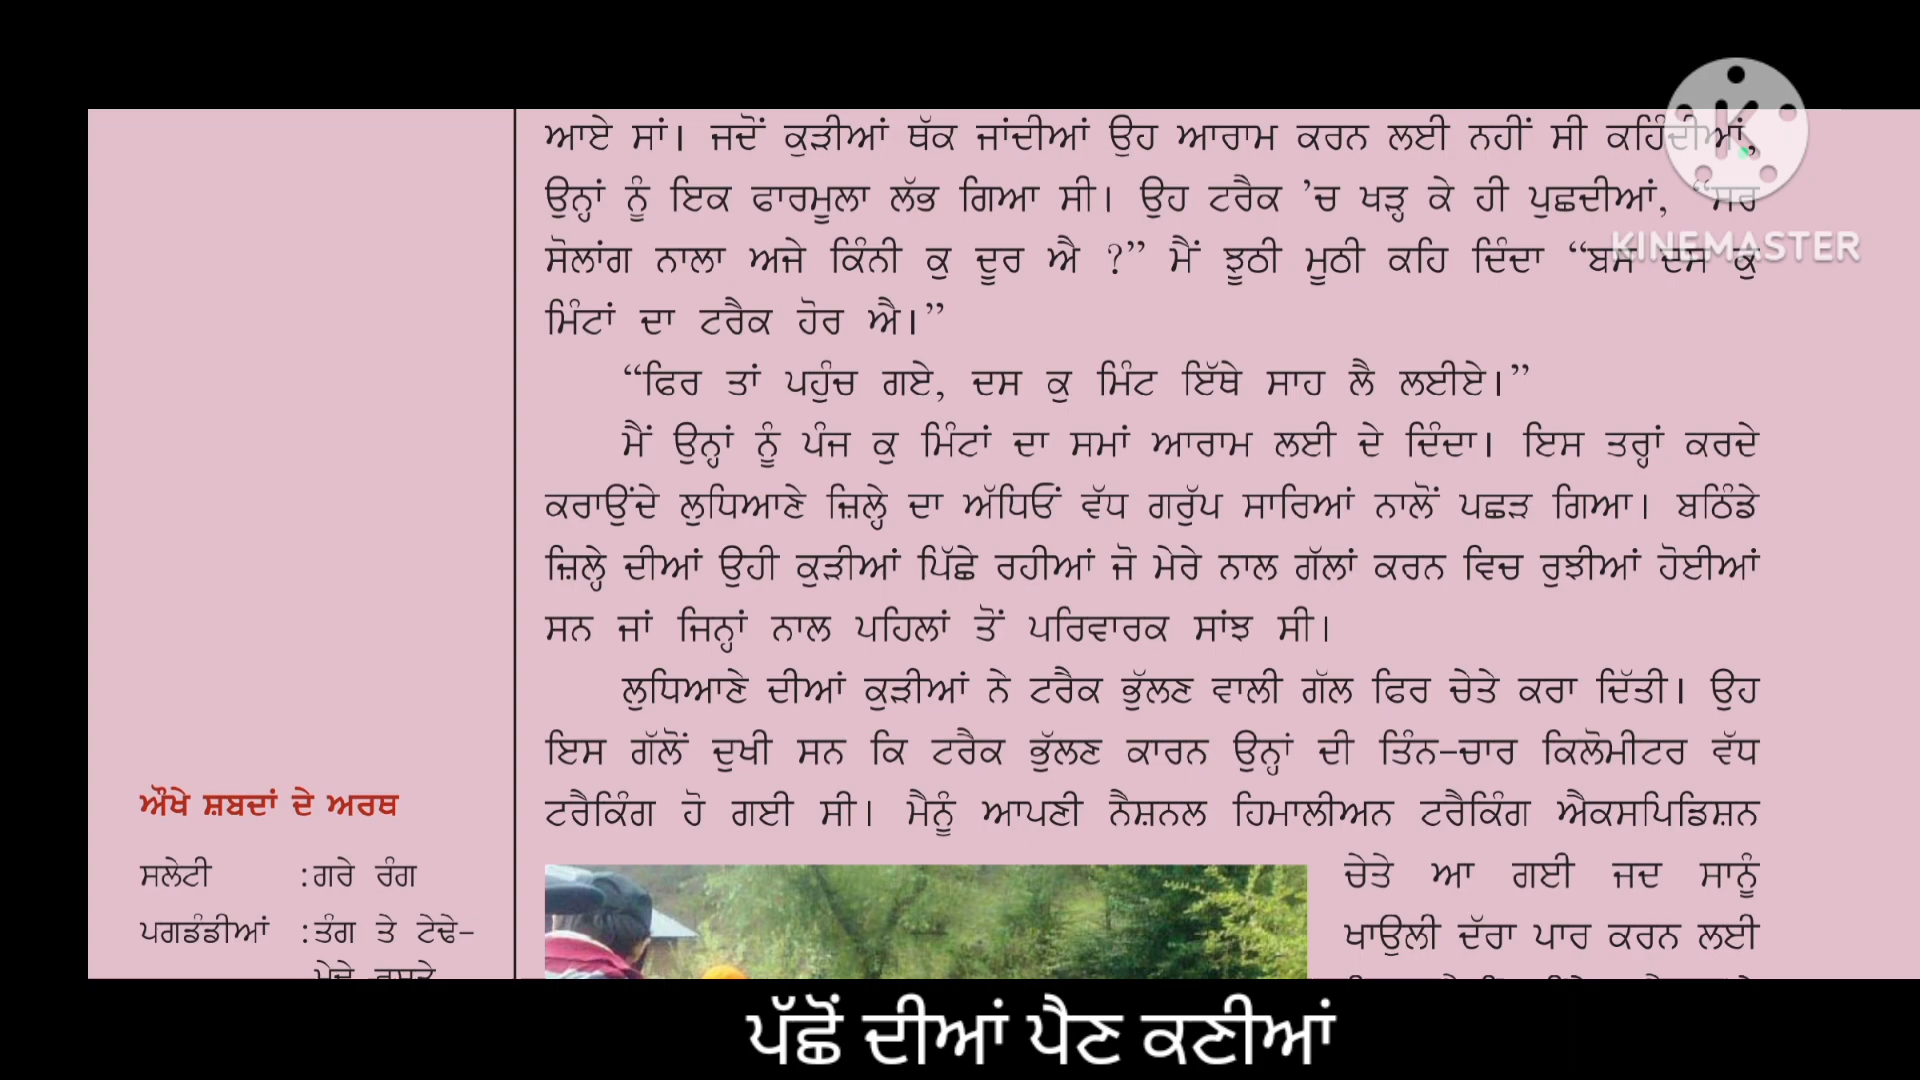 ਆਏ ਸਾਂ। ਜਦੋਂ ਕੁੜੀਆਂ ਥੱਕ ਜਾਂਦੀਆਂ ਉਹ ਆਰਾਮ ਕਰਨ ਲਈ ਨਹੀਂ ਸੀ ਕਹਿੰਦੀਆਂ,
ਉਨ੍ਹਾਂ ਨੂੰ ਇਕ ਫਾਰਮੂਲਾ ਲੱਭ ਗਿਆ ਸੀ। ਉਹ ਟਰੈਕ ’ਚ ਖੜ੍ਹ ਕੇ ਹੀ ਪੁਛਦੀਆਂ, “ਸਰ
ਸੋਲਾਂਗ ਨਾਲਾ ਅਜੇ ਕਿੰਨੀ ਕੁ ਦੂਰ ਐ ?” ਮੈਂ ਝੂਠੀ ਮੂਠੀ ਕਹਿ ਦਿੰਦਾ “ਬਸ ਦਸ ਕੁ
ਮਿੰਟਾਂ ਦਾ ਟਰੈਕ ਹੋਰ ਐ।”
“ਫਿਰ ਤਾਂ ਪਹੁੰਚ ਗਏ, ਦਸ ਕੁ ਮਿੰਟ ਇੱਥੇ ਸਾਹ ਲੈ ਲਈਏ।”
ਮੈਂ ਉਨ੍ਹਾਂ ਨੂੰ ਪੰਜ ਕੁ ਮਿੰਟਾਂ ਦਾ ਸਮਾਂ ਆਰਾਮ ਲਈ ਦੇ ਦਿੰਦਾ। ਇਸ ਤਰ੍ਹਾਂ ਕਰਦੇ
ਕਰਾਉਂਦੇ ਲੁਧਿਆਣੇ ਜ਼ਿਲ੍ਹੇ ਦਾ ਅੱਧਿਓਂ ਵੱਧ ਗਰੁੱਪ ਸਾਰਿਆਂ ਨਾਲੋਂ ਪਛੜ ਗਿਆ। ਬਠਿੰਡੇ
ਜ਼ਿਲ੍ਹੇ ਦੀਆਂ ਉਹੀ ਕੁੜੀਆਂ ਪਿੱਛੇ ਰਹੀਆਂ ਜੋ ਮੇਰੇ ਨਾਲ ਗੱਲਾਂ ਕਰਨ ਵਿਚ ਰੁਝੀਆਂ ਹੋਈਆਂ
ਸਨ ਜਾਂ ਜਿਨ੍ਹਾਂ ਨਾਲ ਪਹਿਲਾਂ ਤੋਂ ਪਰਿਵਾਰਕ ਸਾਂਝ ਸੀ।
ਲੁਧਿਆਣੇ ਦੀਆਂ ਕੁੜੀਆਂ ਨੇ ਟਰੈਕ ਭੁੱਲਣ ਵਾਲੀ ਗੱਲ ਫਿਰ ਚੇਤੇ ਕਰਾ ਦਿੱਤੀ। ਉਹ
ਇਸ ਗੱਲੋਂ ਦੁਖੀ ਸਨ ਕਿ ਟਰੈਕ ਭੁੱਲਣ ਕਾਰਨ ਉਨ੍ਹਾਂ ਦੀ ਤਿੰਨ-ਚਾਰ ਕਿਲੋਮੀਟਰ ਵੱਧ
ਟਰੈਕਿੰਗ ਹੋ ਗਈ ਸੀ। ਮੈਨੂੰ ਆਪਣੀ ਨੈਸ਼ਨਲ ਹਿਮਾਲੀਅਨ ਟਰੈਕਿੰਗ ਐਕਸਪਿਡਿਸ਼ਨ
ਚੇਤੇ ਆ ਗਈ ਜਦ ਸਾਨੂੰ
ਖਾਉਲੀ ਦੱਰਾ ਪਾਰ ਕਰਨ ਲਈ
ਔਖੇ ਸ਼ਬਦਾਂ ਦੇ ਅਰਥ
ਸਲੇਟੀ : ਗਰੇ ਰੰਗ
ਪਗਡੰਡੀਆਂ : ਤੰਗ ਤੇ ਟੇਢੇ-
KINEMASTER
ਪੱਛੋਂ ਦੀਆਂ ਪੈਣ ਕਣੀਆਂ